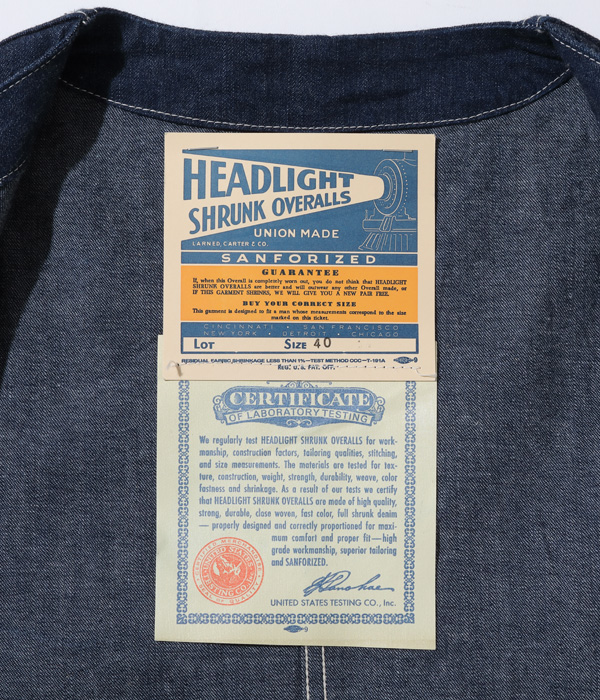 HEADLIGHT
SHRUNK OVERALLS
UNION MADE
LARNED, CARTER & CO.
SANFORIZED
GUARANTEE
If, when this Overall is completely worn out, you do not think that HEADLIGHT
SHRUNK OVERALLS are better and will outwear any other Overall made, or
IF THIS GARMENT SHRINKS, WE WILL GIVE YOU A NEW PAIR FREE.
BUY YOUR CORRECT SIZE
This garment is designed to fit a man whose measurements correspond to the size
marked on this ticket.
CINCINNATI • SAN FRANCISCO
NEW YORK • DETROIT • CHICAGO
LOT SIZE 40
RESIDUAL FABRIC SHRINKAGE LESS THAN 1%—TEST METHOD CCC-T-191A 9
REG. U.S. PAT. OFF.
CERTIFICATE
OF LABORATORY TESTING
We regularly test HEADLIGHT SHRUNK OVERALLS for work-
manship, construction factors, tailoring qualities, stitching,
and size measurements. The materials are tested for tex-
ture, construction, weight, strength, durability, weave, color
fastness and shrinkage. As a result of our tests we certify
that HEADLIGHT SHRUNK OVERALLS are made of high quality,
strong, durable, close waven, fast color, full shrunk denim
— properly designed and correctly proportioned for maxi-
mum comfort and proper fit—high
grade workmanship, superior tailoring
and SANFORIZED.
UNITED STATES
TESTING CO., INC.
UNITED STATES TESTING CO., Inc.
9